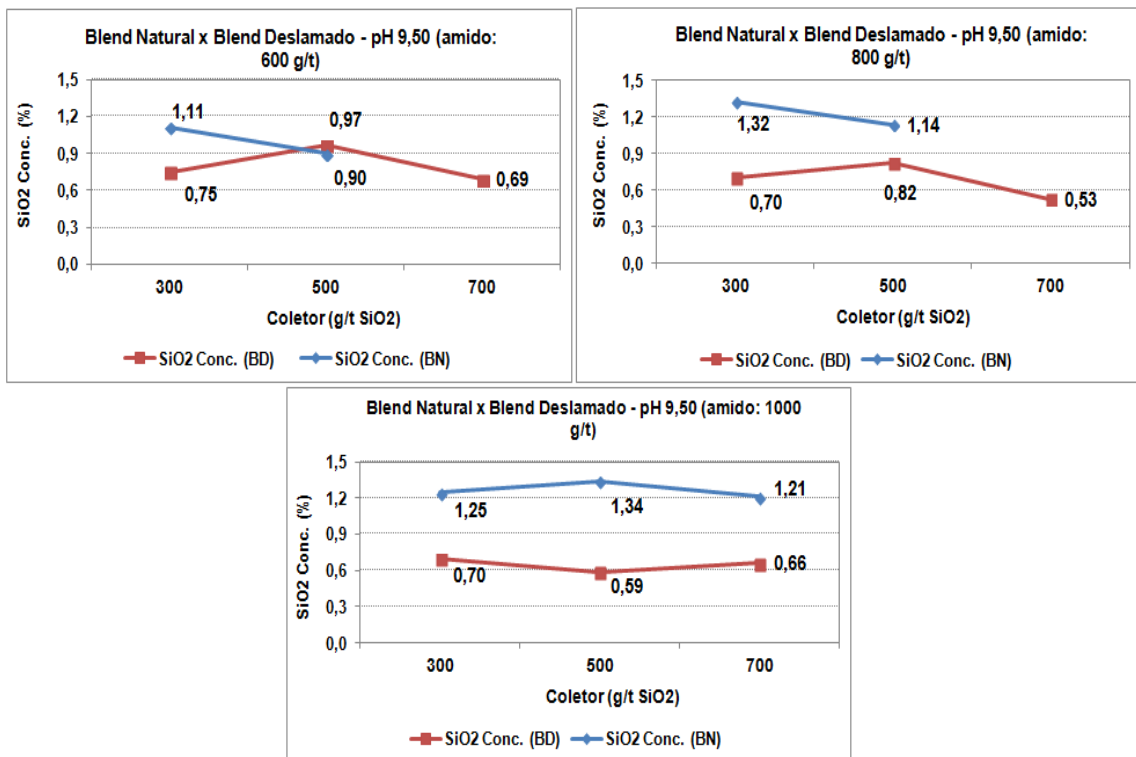 Blend Natural x Blend Deslamado - pH 9,50 (amido:
600 g/t)
SiO2 Conc. (%)
1,5
1,2
0,9
0,6
0,3
0,0
1,11
0,97
0,75
0,90
0,69
300 500 700
Coletor (g/t SiO2)
SiO2 Conc. (BD) SiO2 Conc. (BN)
Blend Natural x Blend Deslamado - pH 9,50 (amido:
800 g/t)
SiO2 Conc. (%)
1,5
1,2
0,9
0,6
0,3
0,0
1,32
1,14
0,70
0,82
0,53
300 500 700
Coletor (g/t SiO2)
SiO2 Conc. (BD) SiO2 Conc. (BN)
Blend Natural x Blend Deslamado - pH 9,50 (amido: 1000
g/t)
SiO2 Conc. (%)
1,5
1,2
0,9
0,6
0,3
0,0
1,25
1,34
1,21
0,70
0,59
0,66
300 500 700
Coletor (g/t SiO2)
SiO2 Conc. (BD) SiO2 Conc. (BN)